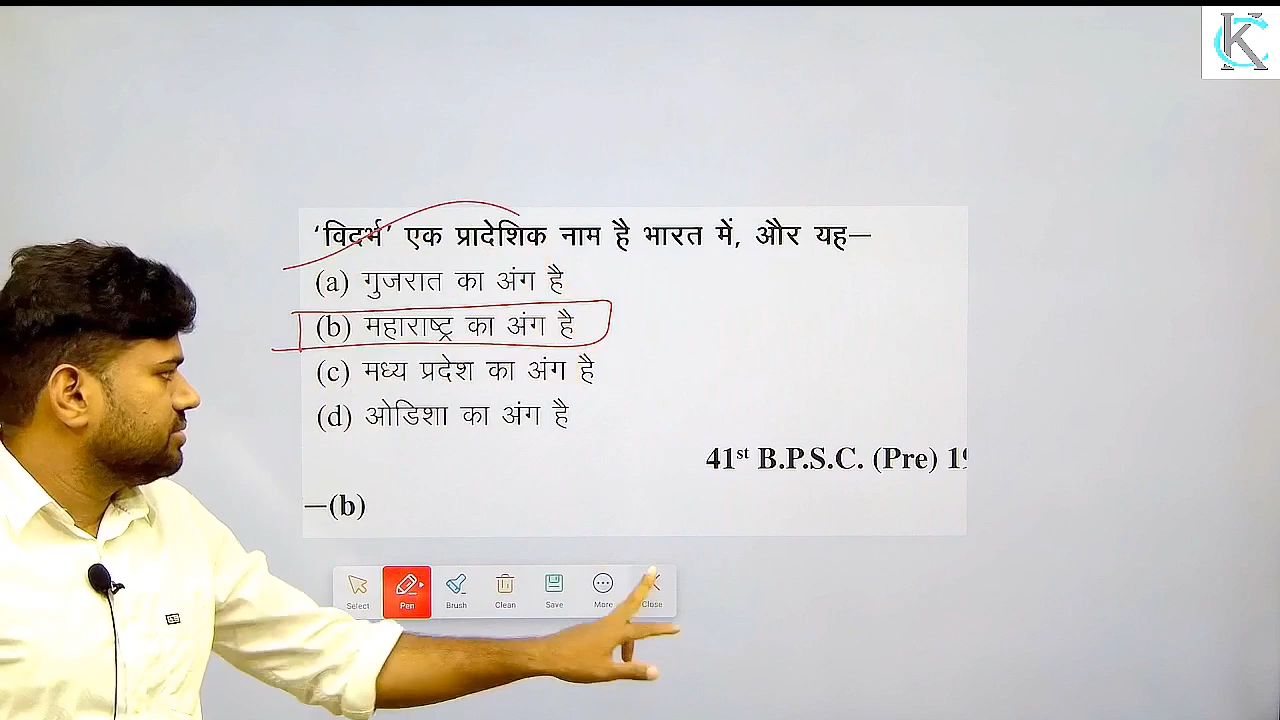 KC
'विदर्भ' एक प्रादेशिक नाम है भारत में, और यह—
(a) गुजरात का अंग है
(b) महाराष्ट्र का अंग है
(c) मध्य प्रदेश का अंग है
(d) ओडिशा का अंग है
41st B.P.S.C. (Pre)
—(b)
Select Pen Brush Clean Save More Close